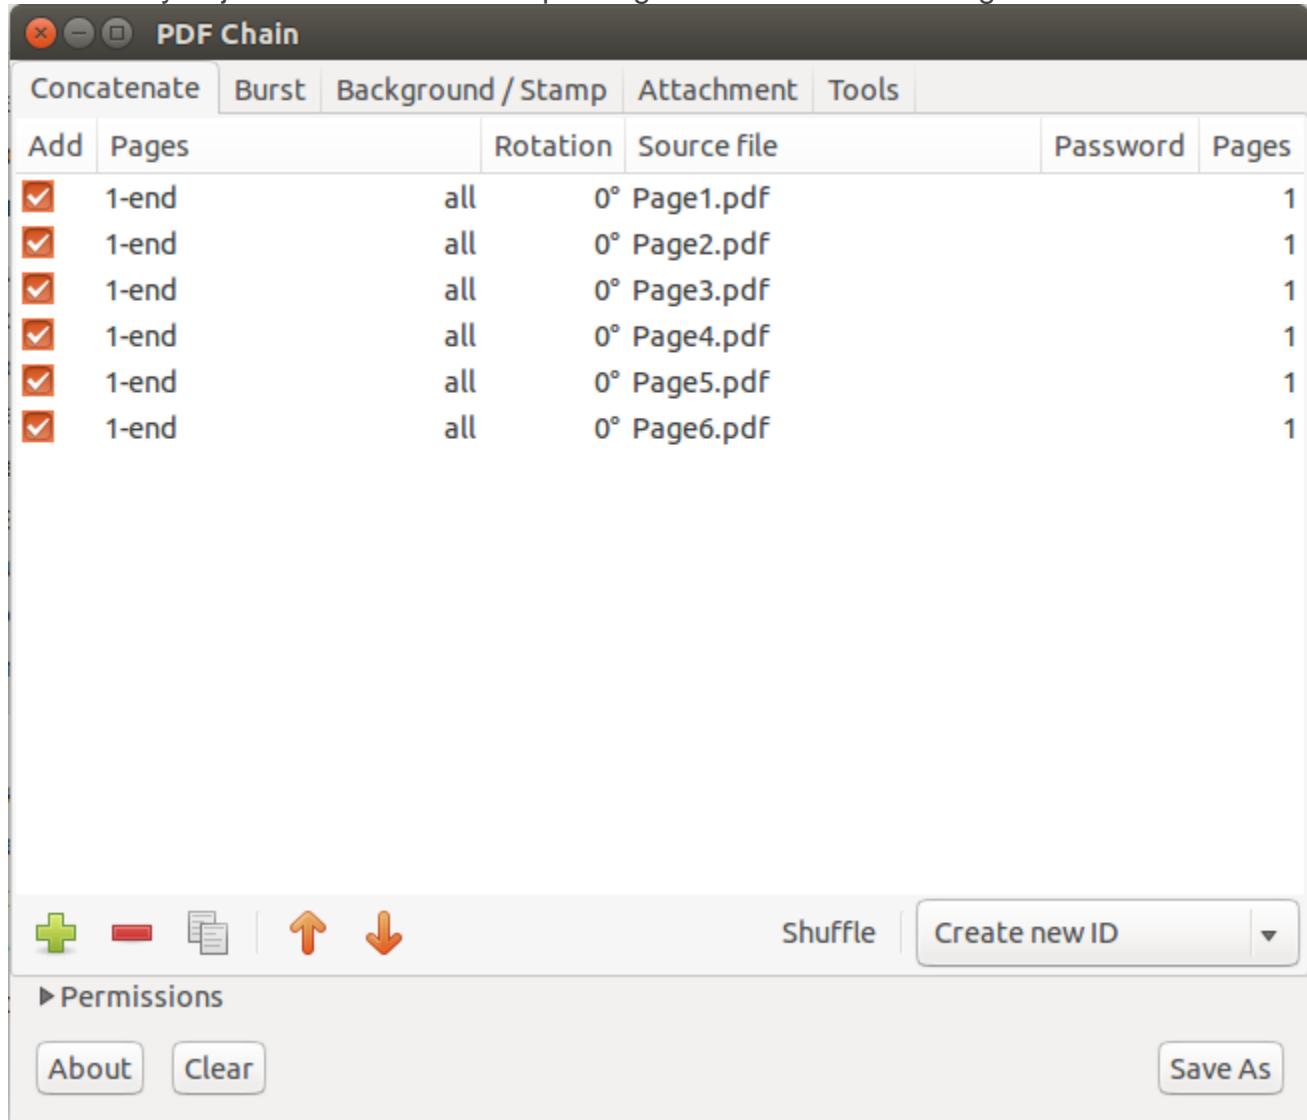 PDF Chain
Concatenate Burst Background / Stamp Attachment Tools
Add Pages Rotation Source file Password Pages
1-end all 0° Page1.pdf 1
1-end all 0° Page2.pdf 1
1-end all 0° Page3.pdf 1
1-end all 0° Page4.pdf 1
1-end all 0° Page5.pdf 1
1-end all 0° Page6.pdf 1
Shuffle Create new ID
Permissions
About Clear Save As